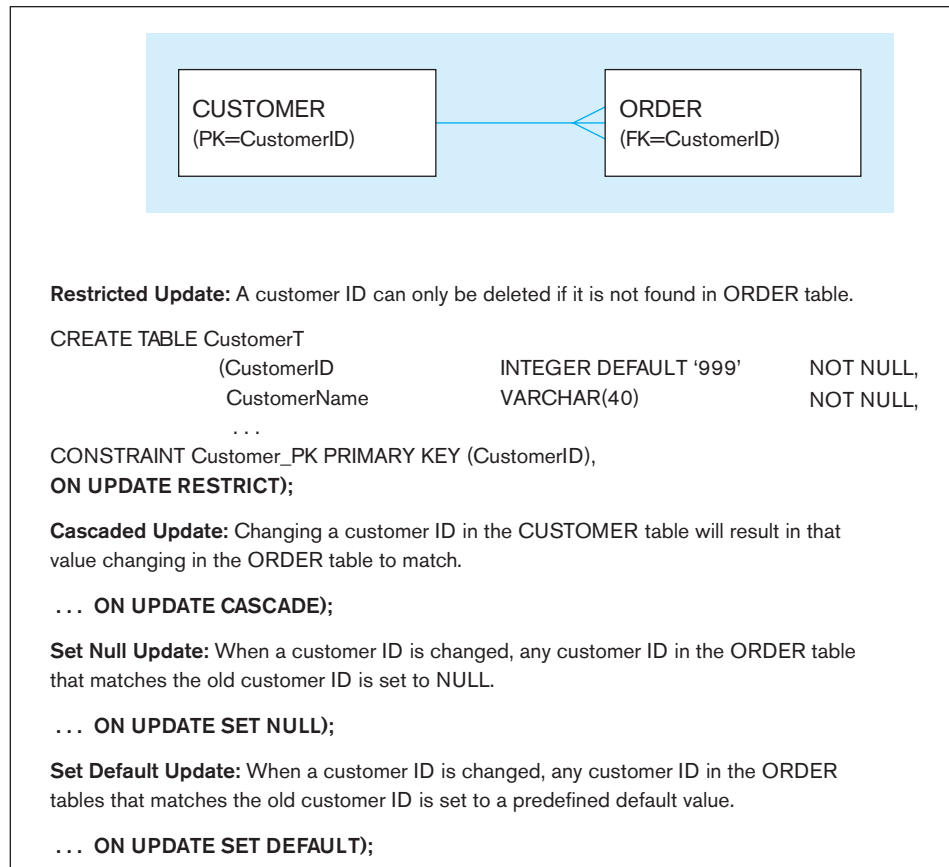 CUSTOMER
(PK=CustomerID)
ORDER
(FK=CustomerID)
Restricted Update: A customer ID can only be deleted if it is not found in ORDER table.
CREATE TABLE CustomerT
(CustomerID INTEGER DEFAULT ‘999’ NOT NULL,
CustomerName VARCHAR(40) NOT NULL,
. . .
CONSTRAINT Customer_PK PRIMARY KEY (CustomerID),
ON UPDATE RESTRICT);
Cascaded Update: Changing a customer ID in the CUSTOMER table will result in that
value changing in the ORDER table to match.
. . . ON UPDATE CASCADE);
Set Null Update: When a customer ID is changed, any customer ID in the ORDER table
that matches the old customer ID is set to NULL.
. . . ON UPDATE SET NULL);
Set Default Update: When a customer ID is changed, any customer ID in the ORDER
tables that matches the old customer ID is set to a predefined default value.
. . . ON UPDATE SET DEFAULT);